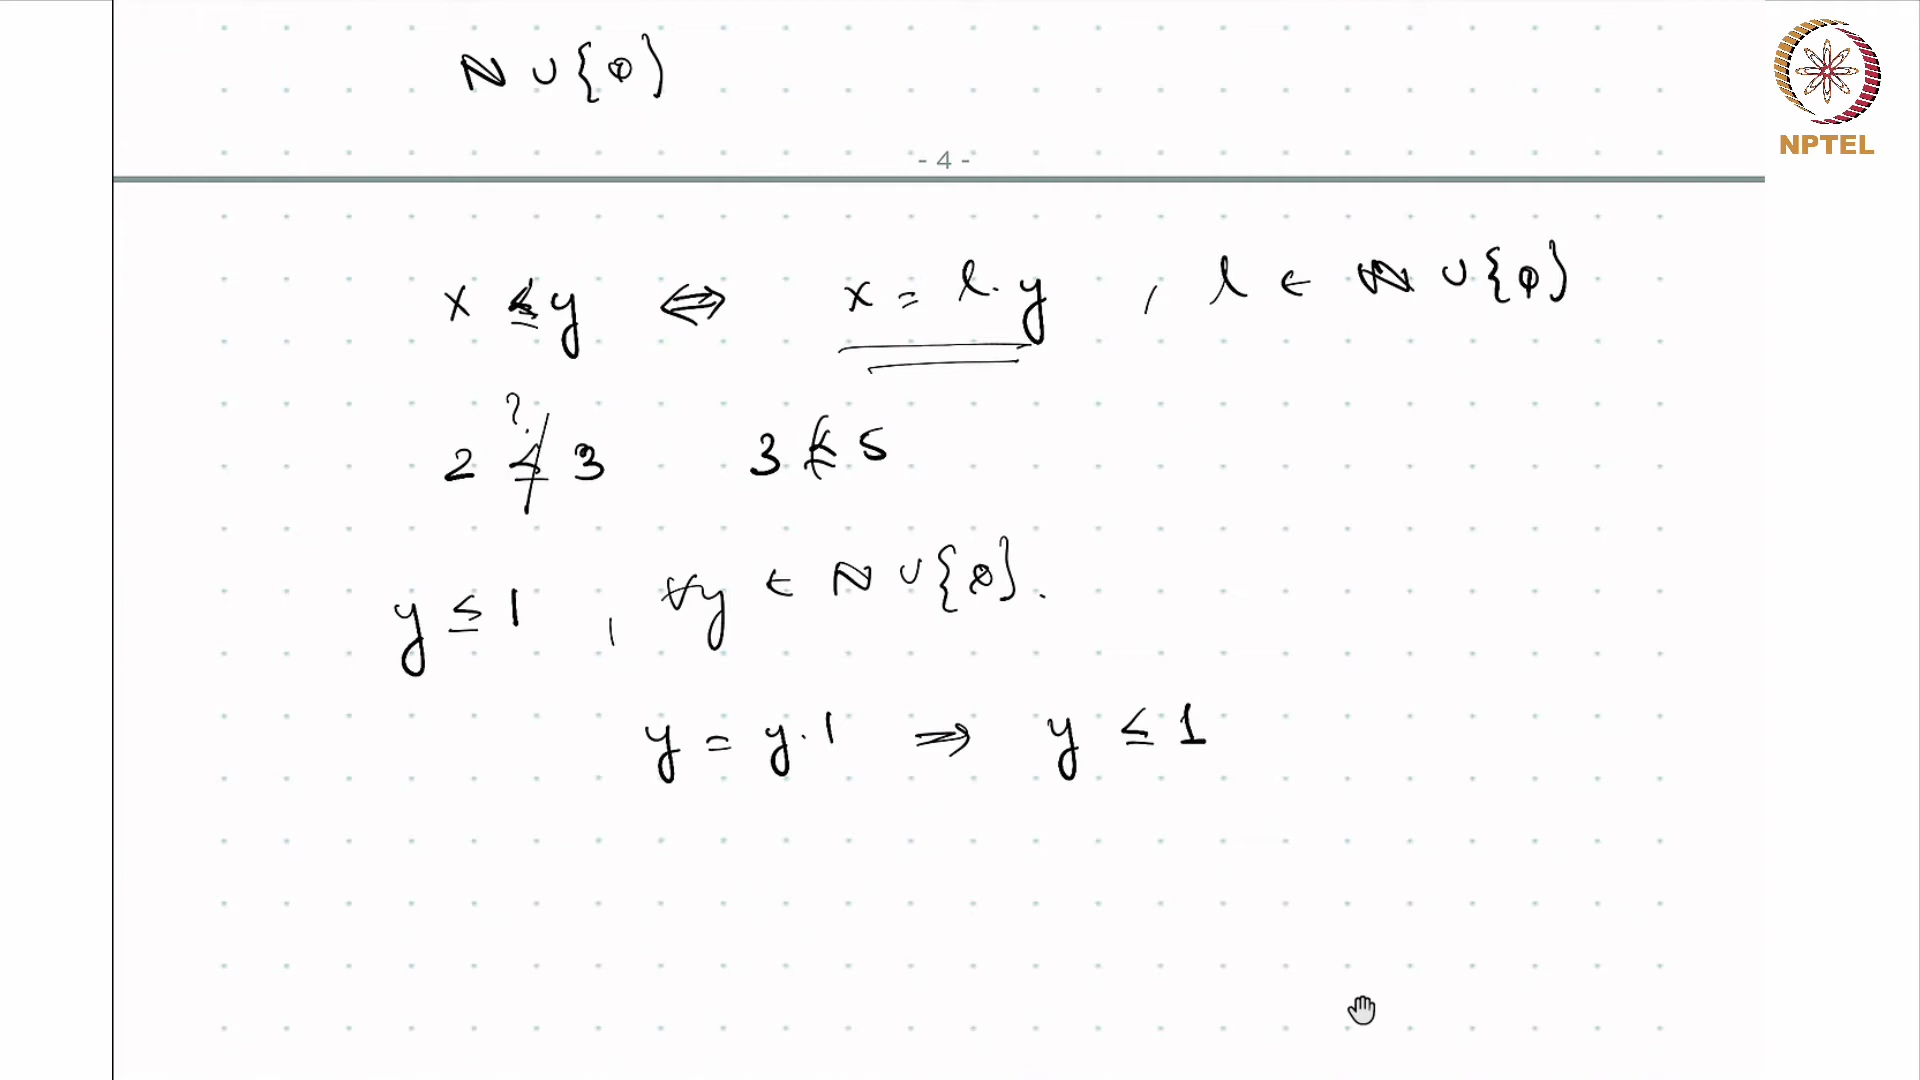 ℕ ∪ {0}
NPTEL
- 4 -
x ≤ y ⇔ x = l · y , l ∈ ℕ ∪ {0}
?
2 ≰ 3 3 ≰ 5
y ≤ 1 , ∀y ∈ ℕ ∪ {0}.
y = y · 1 ⇒ y ≤ 1